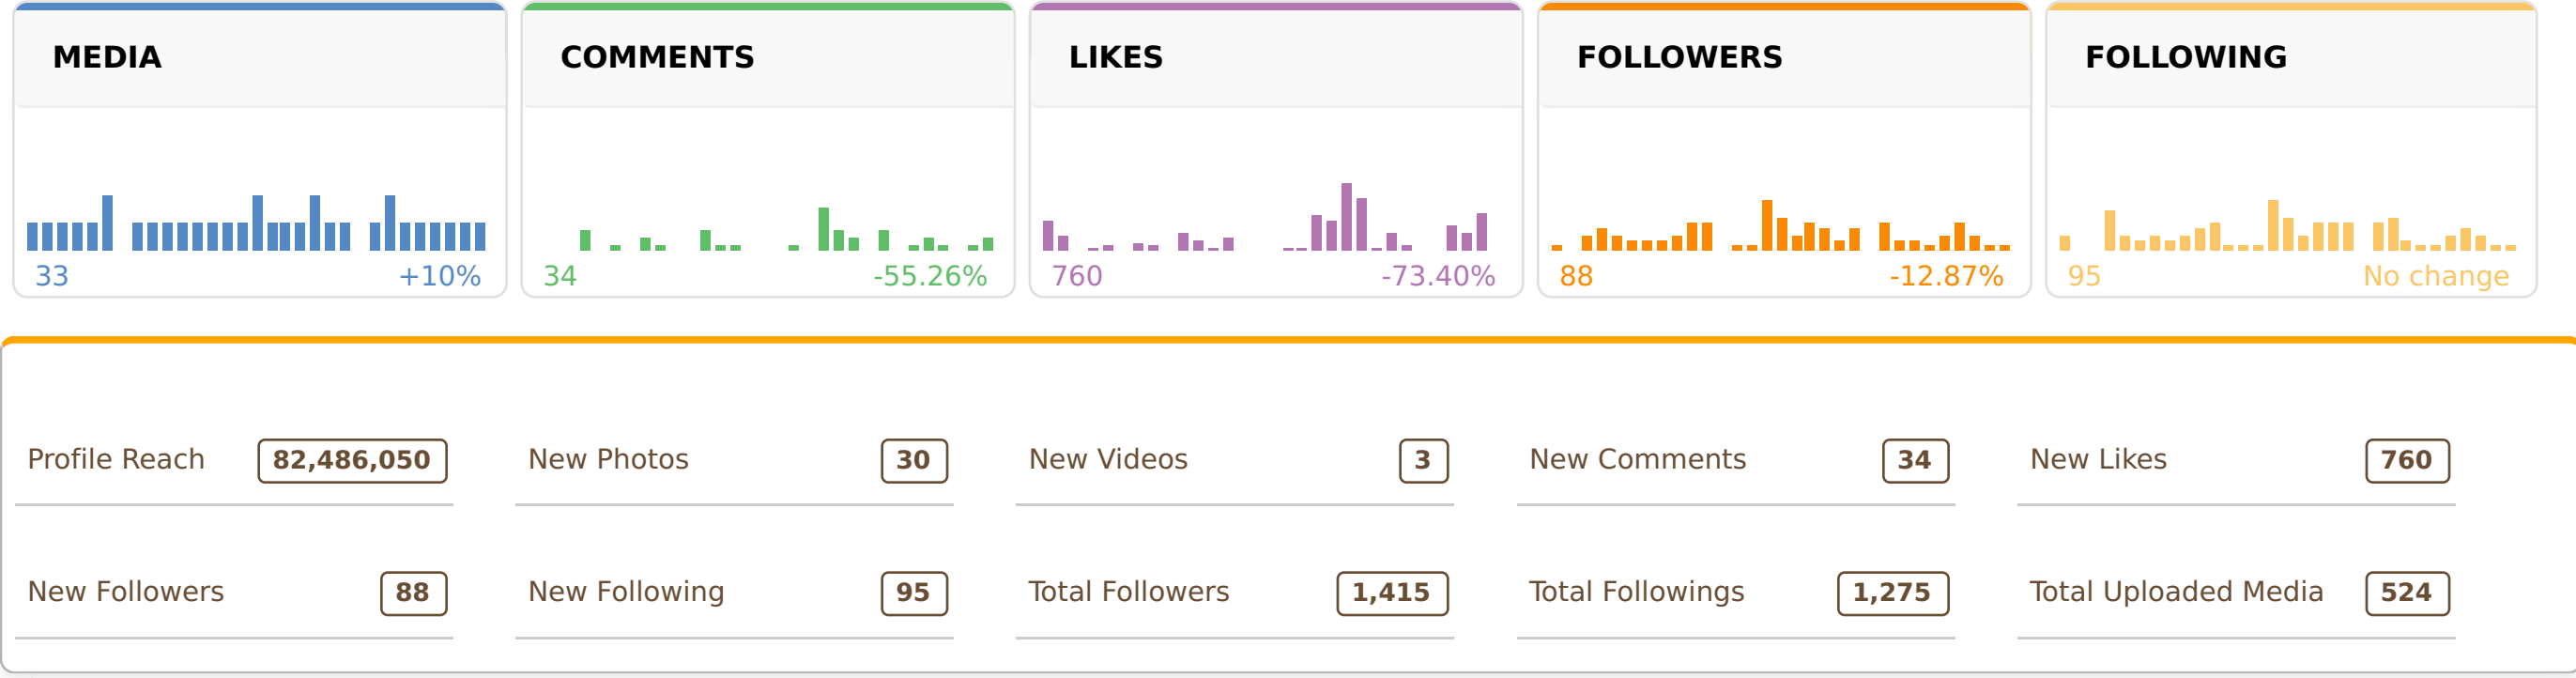 MEDIA
COMMENTS
LIKES
FOLLOWERS
FOLLOWING
33 +10%
34 -55.26%
760 -73.40%
88 -12.87%
95 No change
Profile Reach 82,486,050
New Photos 30
New Videos 3
New Comments 34
New Likes 760
New Followers 88
New Following 95
Total Followers 1,415
Total Followings 1,275
Total Uploaded Media 524